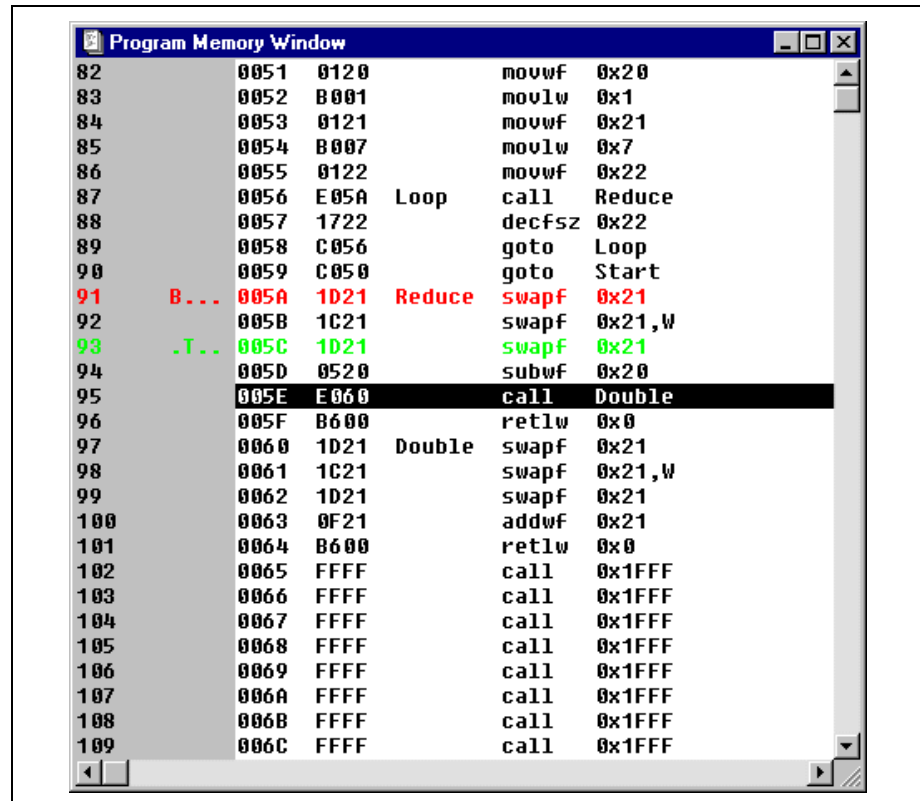 Program Memory Window
82 0051 0120 movwf 0x20
83 0052 B001 movlw 0x1
84 0053 0121 movwf 0x21
85 0054 B007 movlw 0x7
86 0055 0122 movwf 0x22
87 0056 E05A Loop call Reduce
88 0057 1722 decfsz 0x22
89 0058 C056 goto Loop
90 0059 C050 goto Start
91 B... 005A 1D21 Reduce swapf 0x21
92 005B 1C21 swapf 0x21,W
93 .T.. 005C 1D21 swapf 0x21
94 005D 0520 subwf 0x20
95 005E E060 call Double
96 005F B600 retlw 0x0
97 0060 1D21 Double swapf 0x21
98 0061 1C21 swapf 0x21,W
99 0062 1D21 swapf 0x21
100 0063 0F21 addwf 0x21
101 0064 B600 retlw 0x0
102 0065 FFFF call 0x1FFF
103 0066 FFFF call 0x1FFF
104 0067 FFFF call 0x1FFF
105 0068 FFFF call 0x1FFF
106 0069 FFFF call 0x1FFF
107 006A FFFF call 0x1FFF
108 006B FFFF call 0x1FFF
109 006C FFFF call 0x1FFF